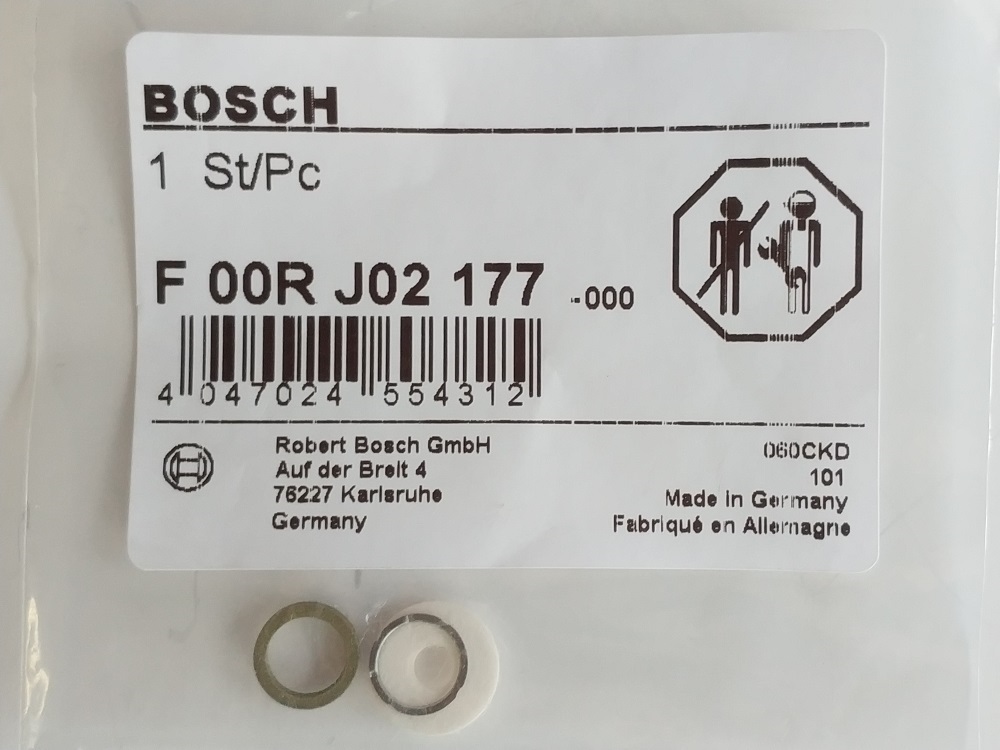 BOSCH
1 St/Pc
F 00R J02 177 -000
4 047024 554312
Robert Bosch GmbH
Auf der Breit 4
76227 Karlsruhe
Germany
060CKD
101
Made in Germany
Fabriqué en Allemagne